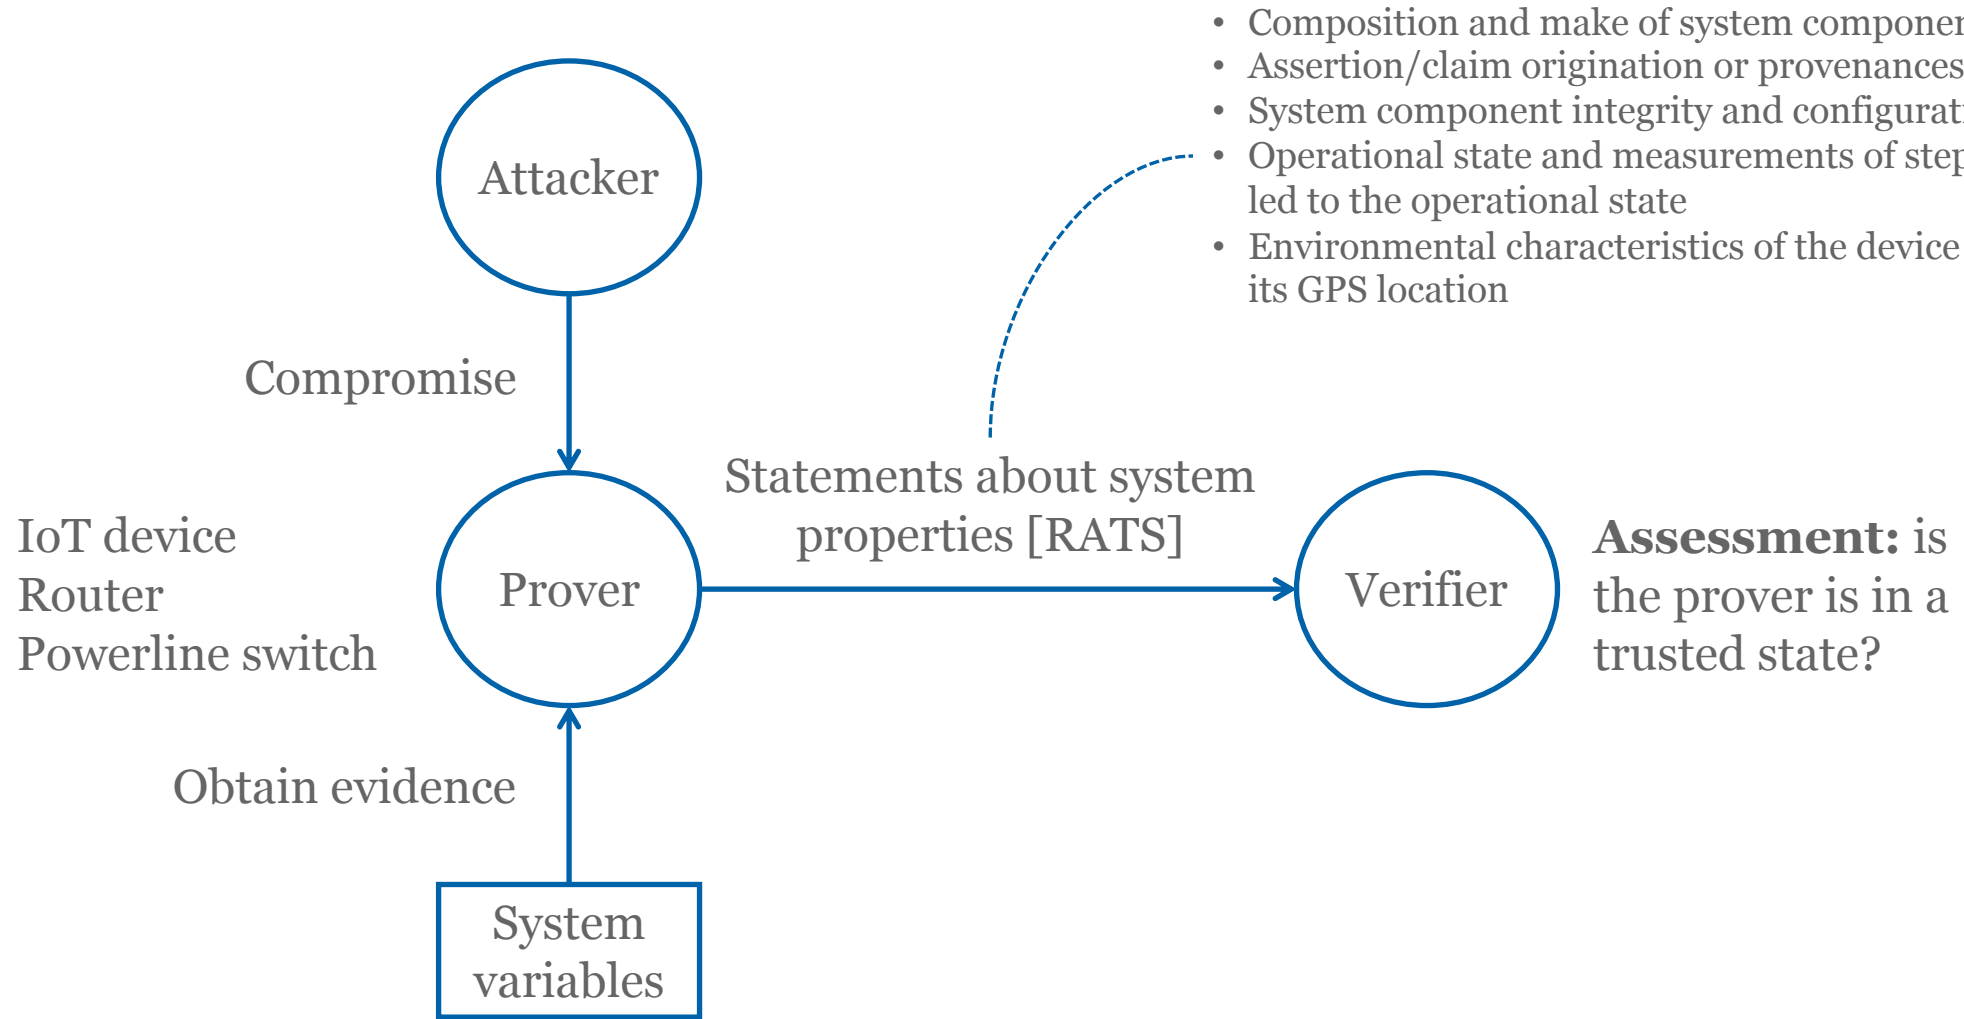 • Composition and make of system
• Assertion/claim origination or provenances
• System component integrity and
• Operational state and measurements of
led to the operational state
• Environmental characteristics of the device
its GPS location
Attacker
Compromise
Statements about system
properties [RATS]
IoT device
Router
Powerline switch
Prover
Verifier
Assessment: is
the prover is in a
trusted state?
Obtain evidence
System
variables